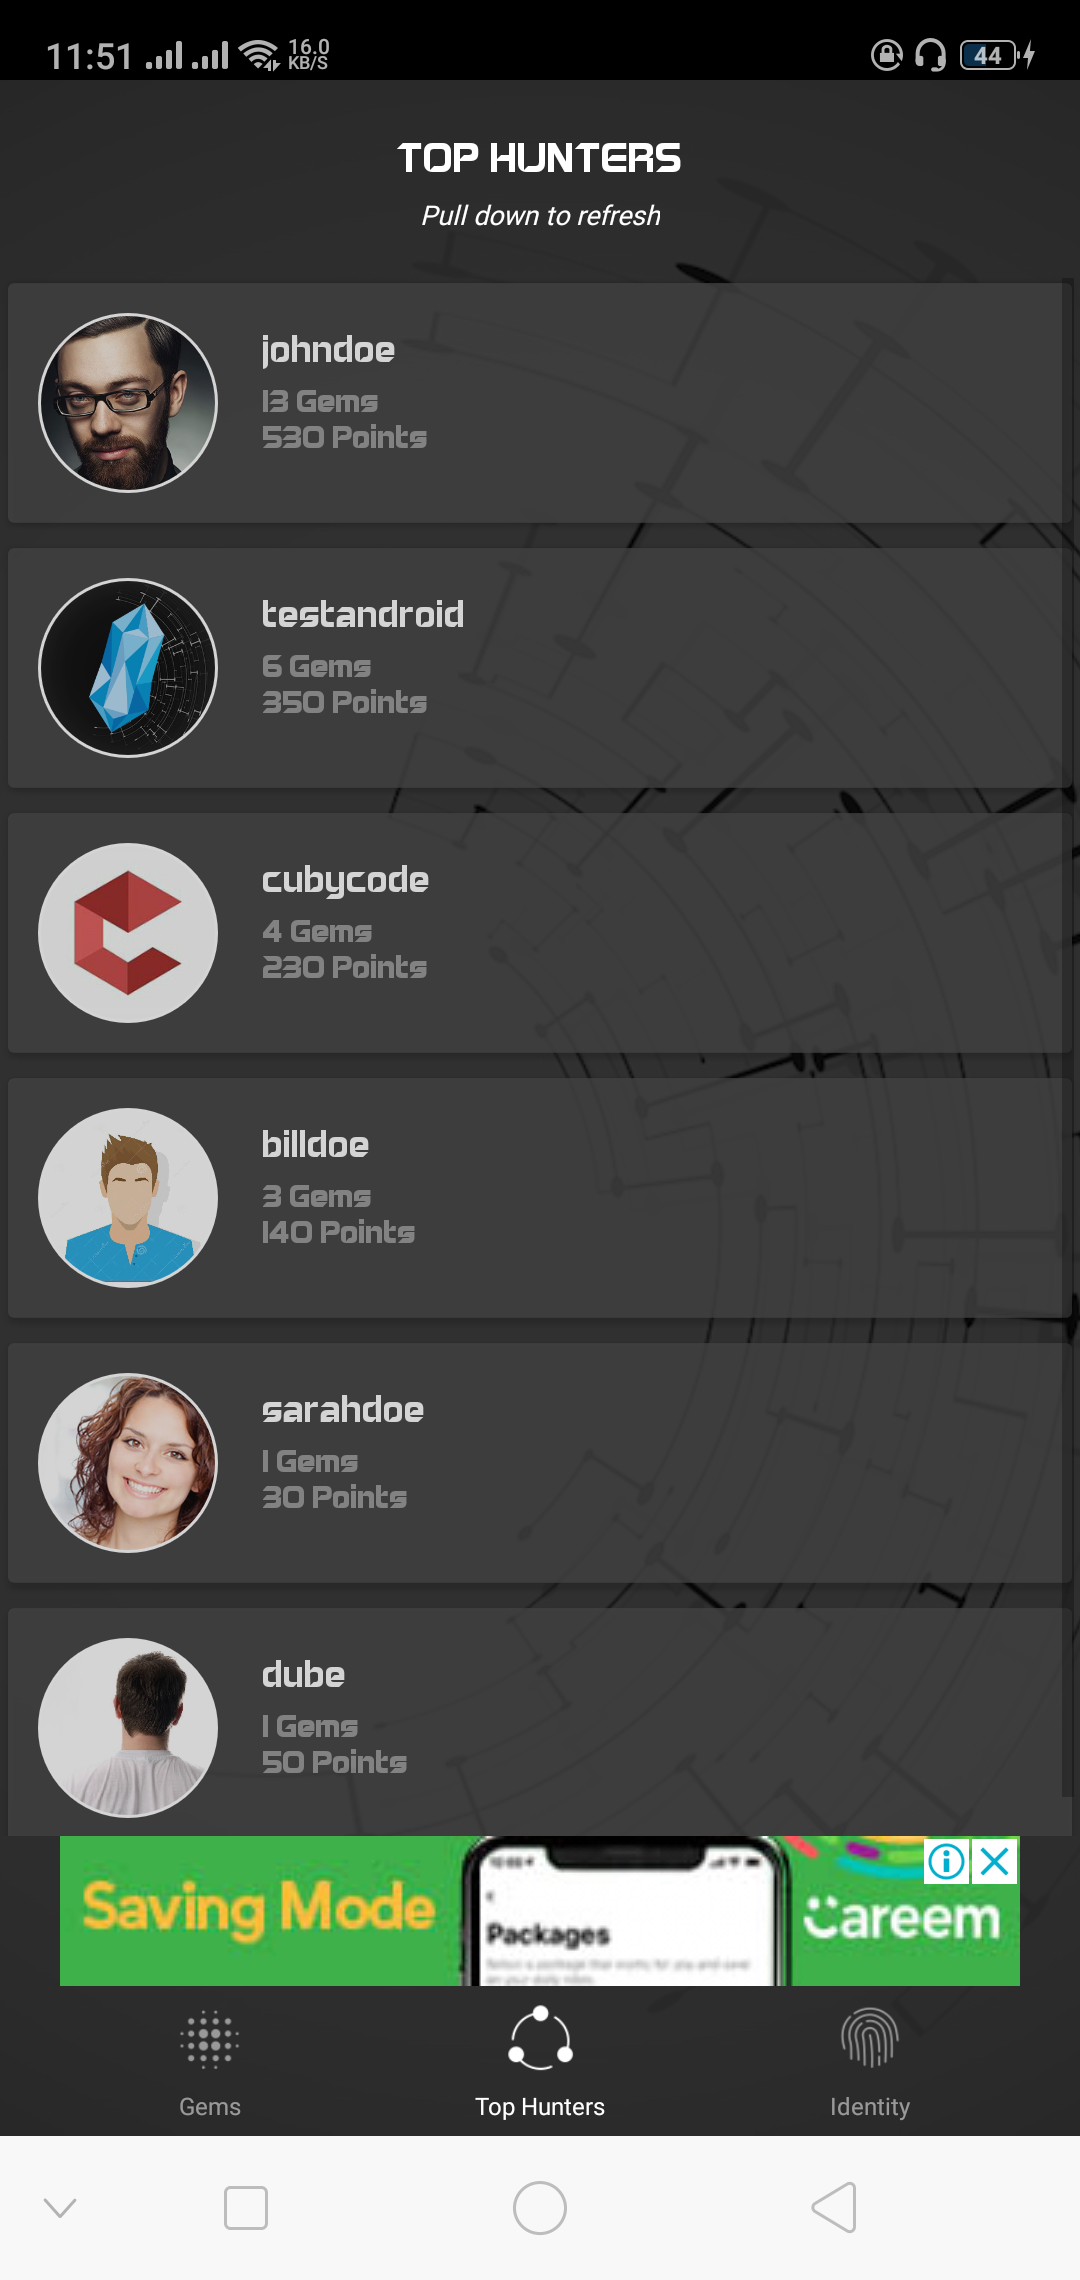 11:51
16.0
KB/S
44
TOP HUNTERS
Pull down to refresh
johndoe
13 Gems
530 Points
testandroid
6 Gems
350 Points
cubycode
4 Gems
230 Points
billdoe
3 Gems
140 Points
sarahdoe
1 Gems
30 Points
dube
1 Gems
50 Points
Saving Mode
Packages
Careem
Gems
Top Hunters
Identity